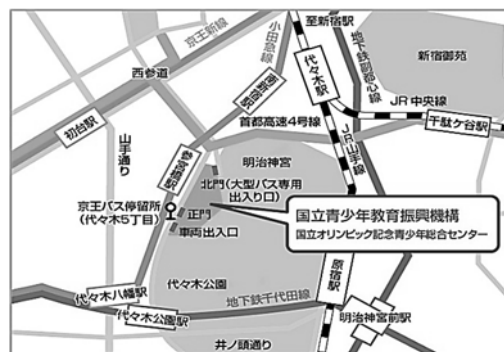 京王新線
小田急線
至新宿駅
地下鉄副都心線
新宿御苑
西参道
南新宿駅
代々木駅
JR中央線
千駄ケ谷駅
初台駅
山手通り
首都高速4号線
JR山手線
参宮橋駅
明治神宮
北門(大型バス専用
出入り口)
京王バス停留所
(代々木5丁目)
正門
車両出入口
国立青少年教育振興機構
国立オリンピック記念青少年総合センター
原宿駅
代々木八幡駅
代々木公園
代々木公園駅
地下鉄千代田線
明治神宮前駅
井ノ頭通り